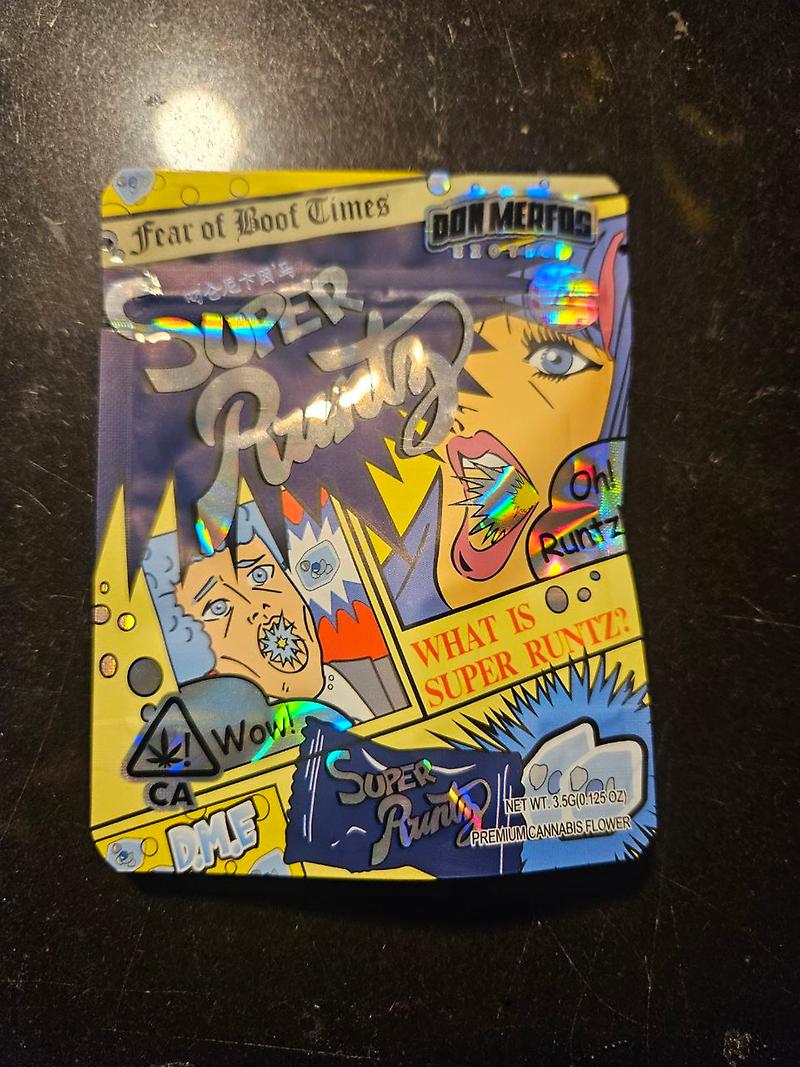 Fear of Boof Times
DON MERFOS
EXOTICS
SUPER
Runtz
Oh!
Runtz
WHAT IS
SUPER RUNTZ?
Wow!
!
CA
SUPER
Runtz
NET WT. 3.5G(0.125 OZ)
PREMIUM CANNABIS FLOWER
D.M.E